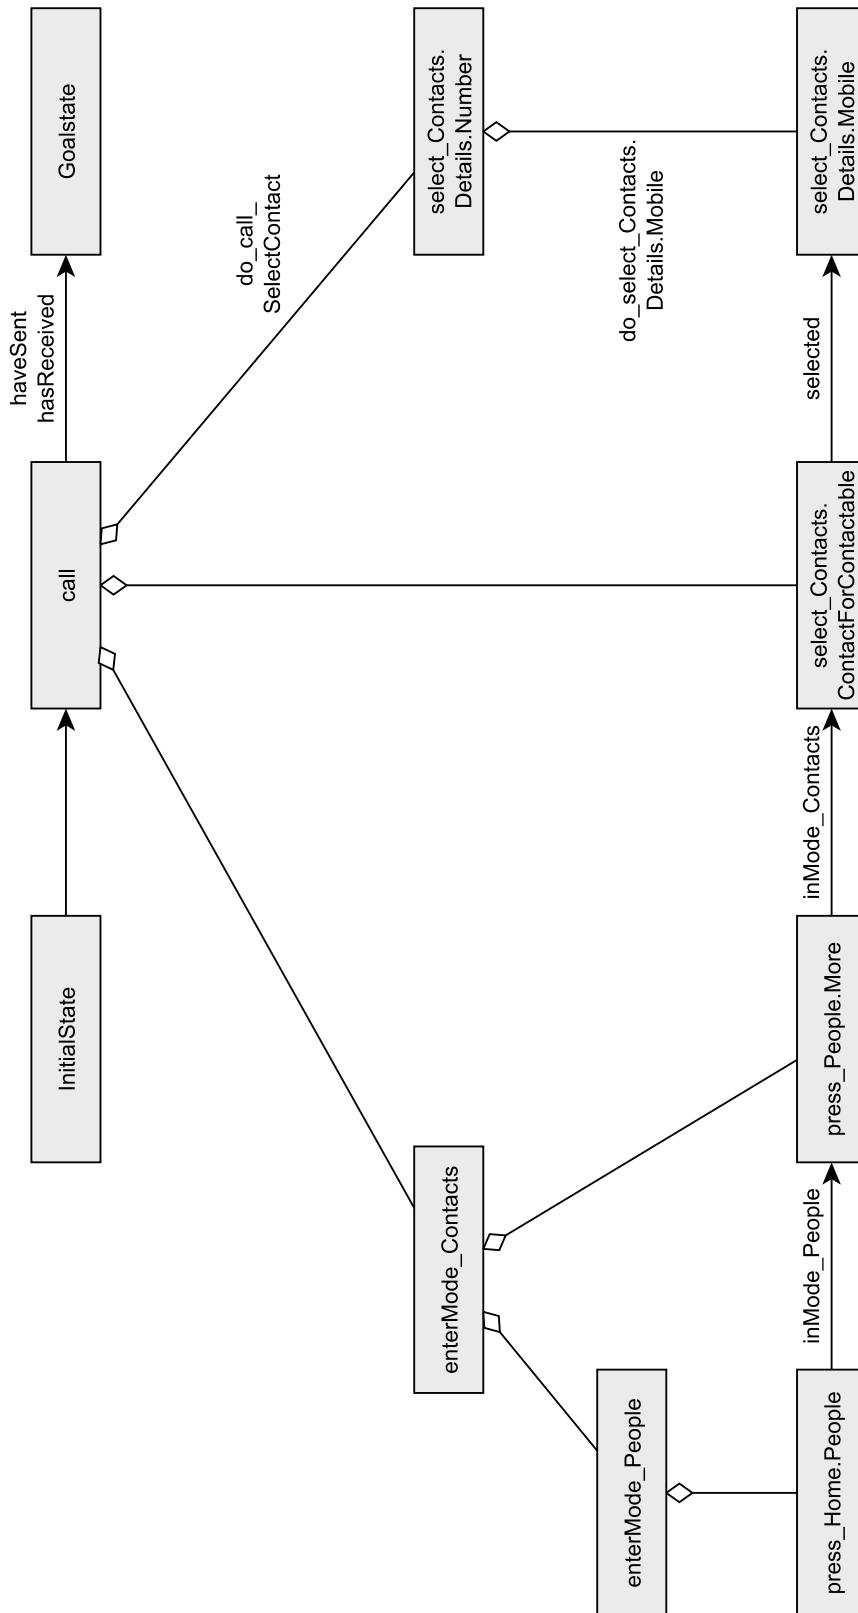 InitialState
call
haveSent
hasReceived
Goalstate
do_call_
SelectContact
enterMode_Contacts
select_Contacts.
Details.Number
enterMode_People
do_select_Contacts.
Details.Mobile
press_Home.People
inMode_People
press_People.More
inMode_Contacts
select_Contacts.
ContactForContactable
selected
select_Contacts.
Details.Mobile